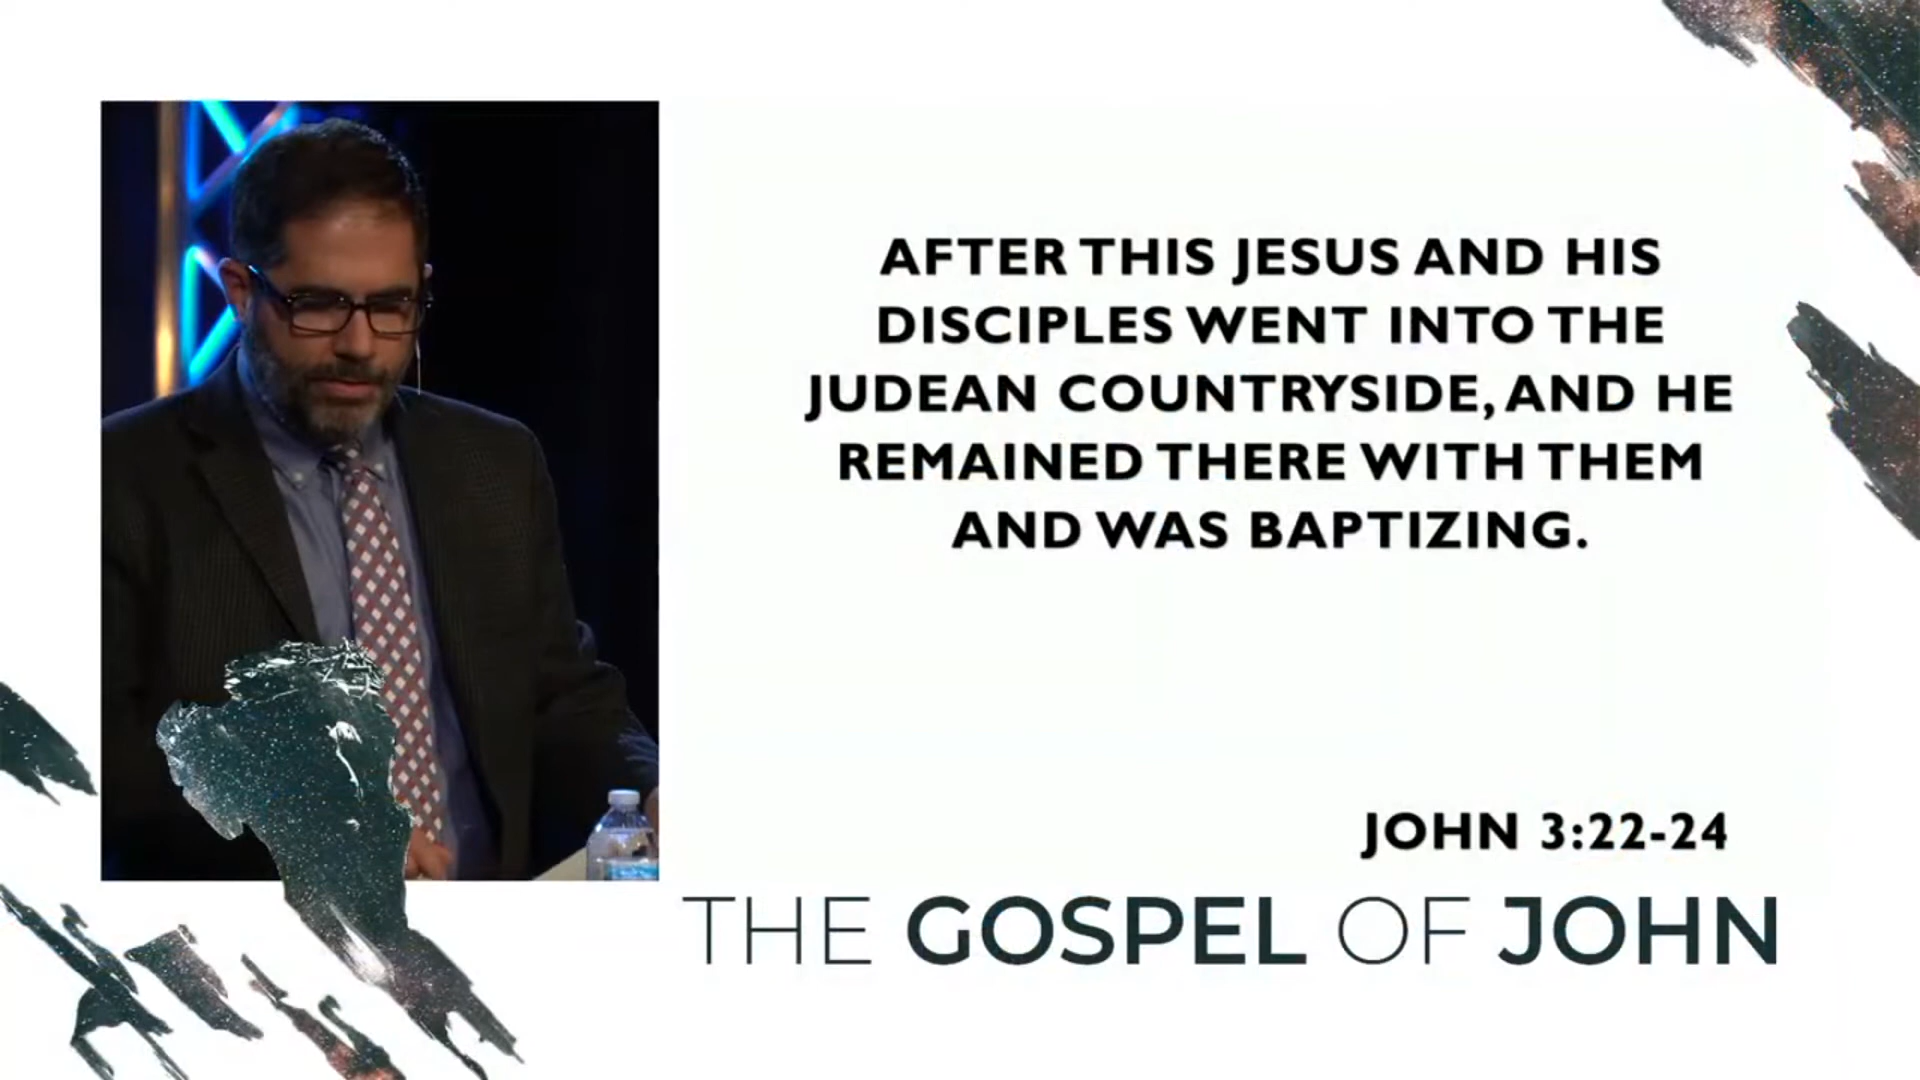 AFTER THIS JESUS AND HIS
DISCIPLES WENT INTO THE
JUDEAN COUNTRYSIDE, AND HE
REMAINED THERE WITH THEM
AND WAS BAPTIZING.
JOHN 3:22-24
THE GOSPEL OF JOHN